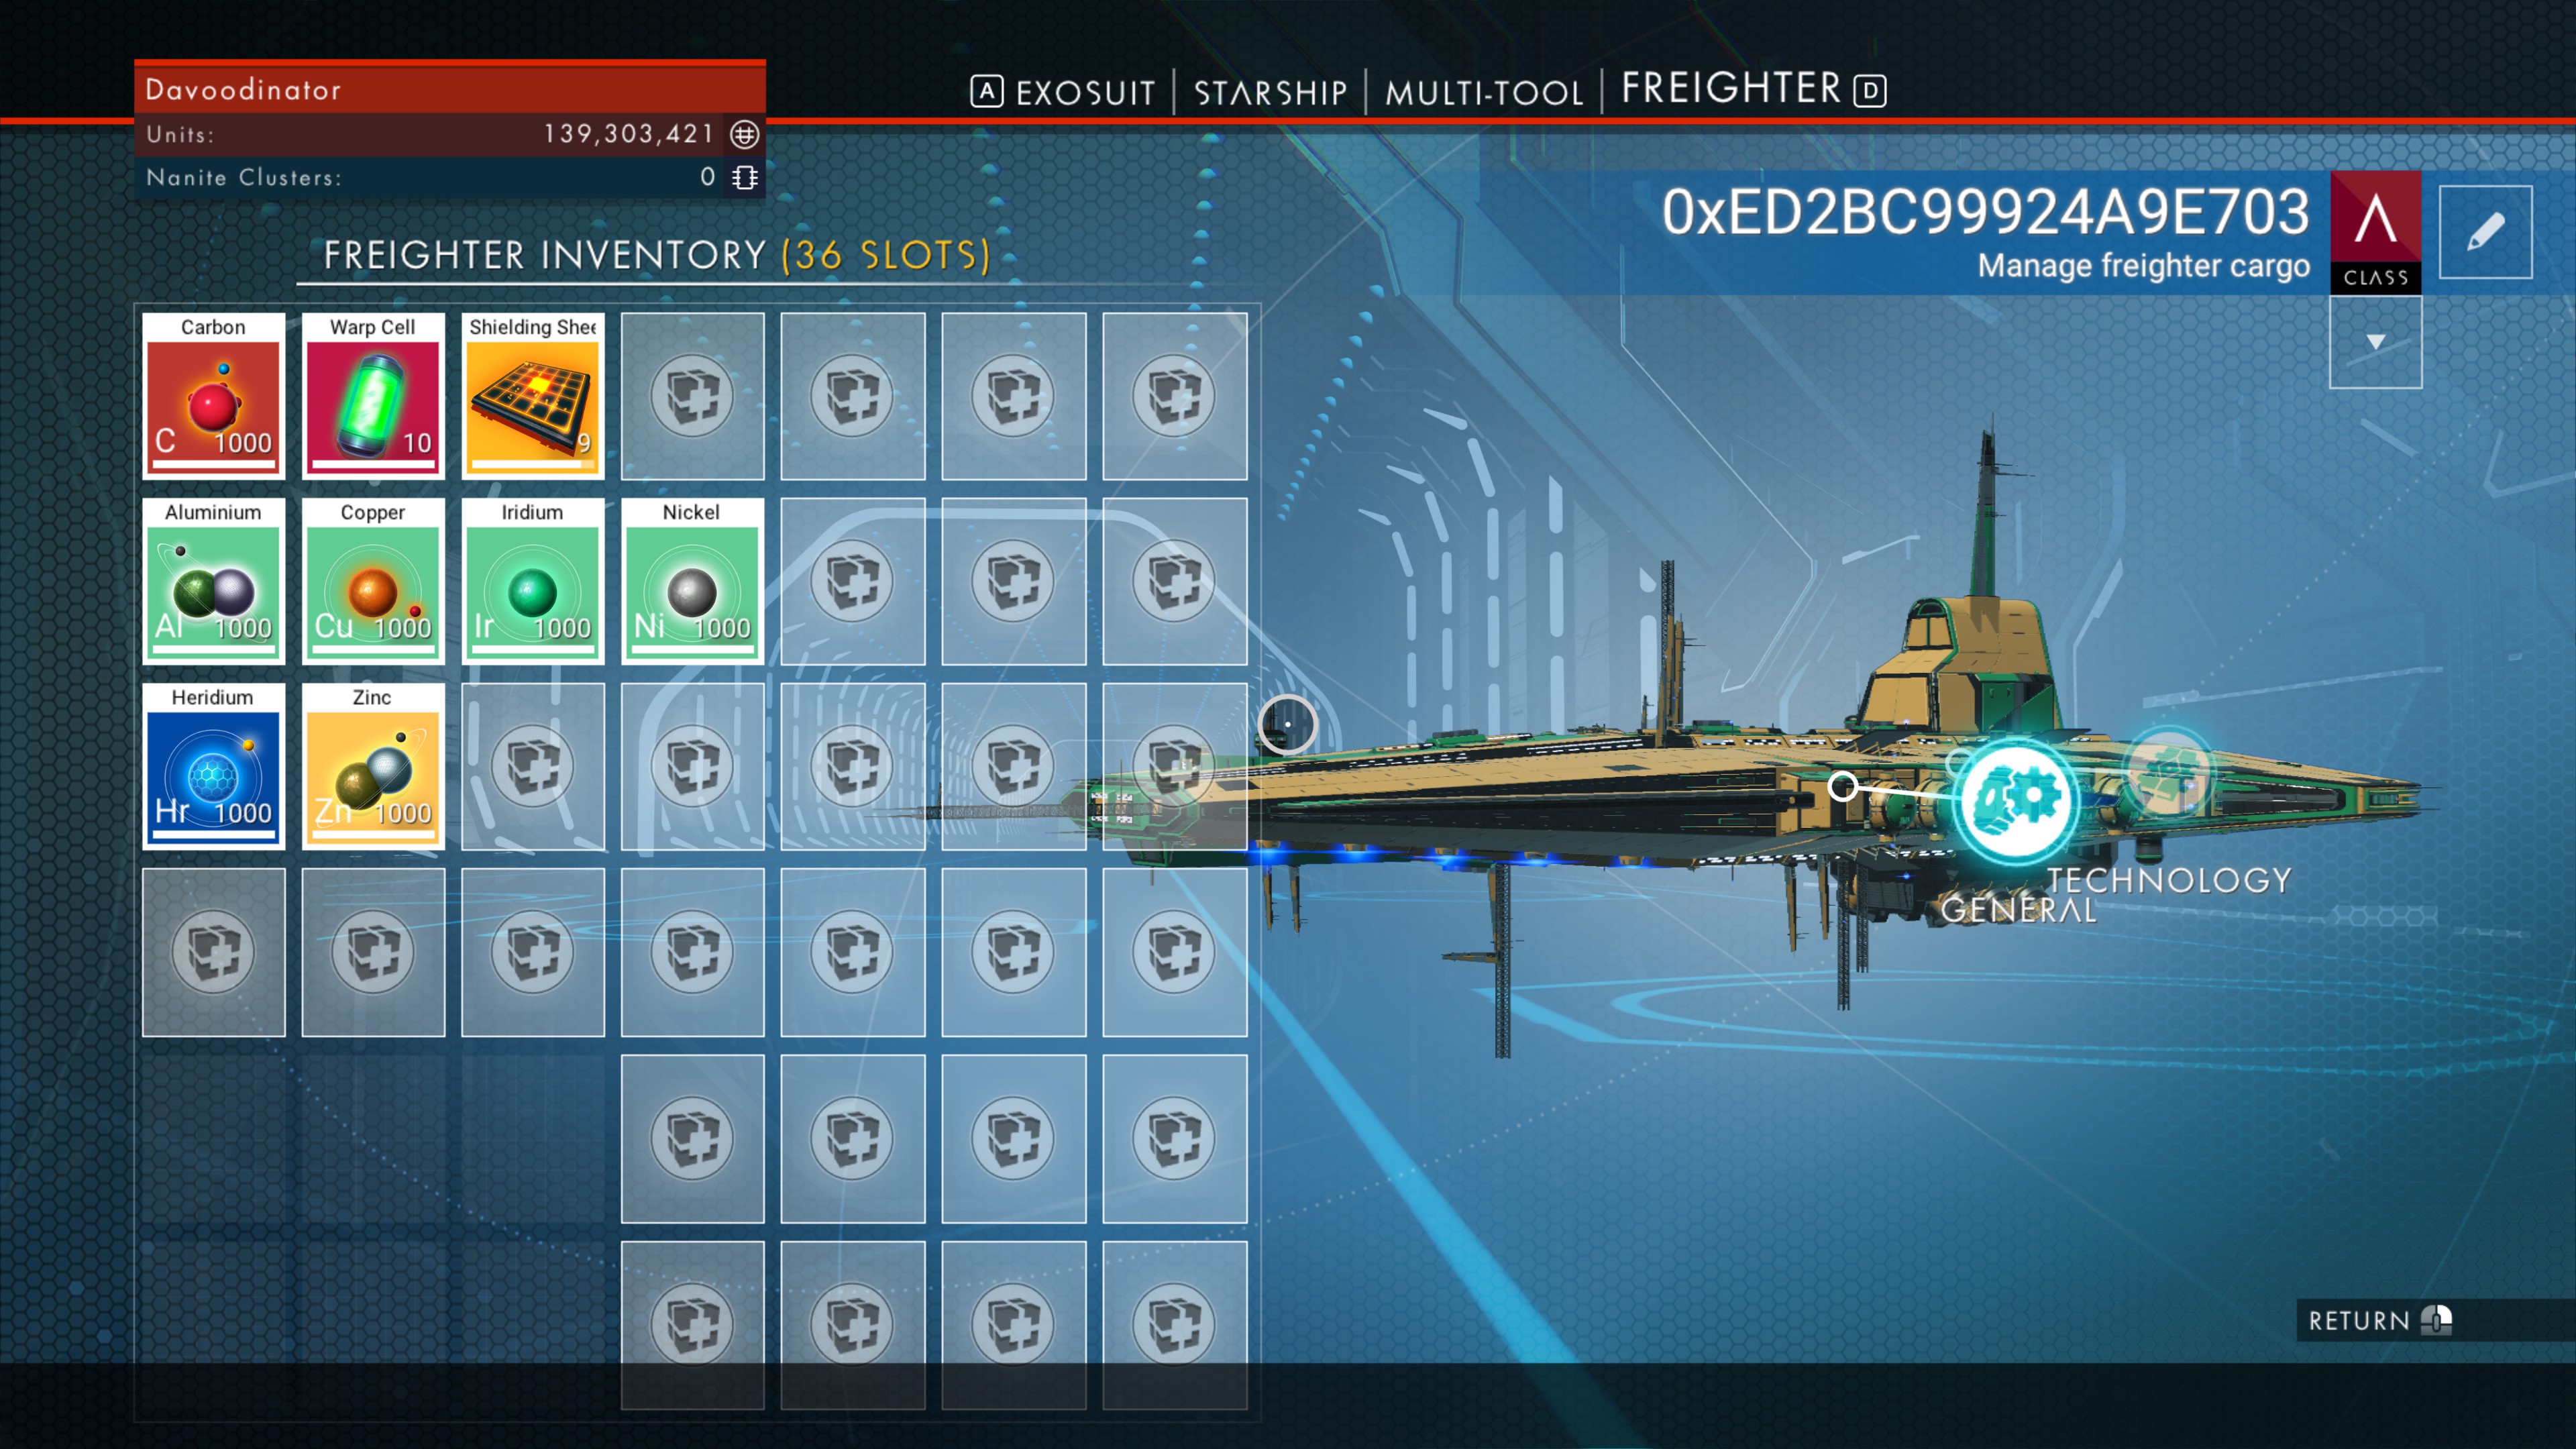 Davoodinator
Units: 139,303,421
Nanite Clusters: 0
A EXOSUIT STARSHIP MULTI-TOOL FREIGHTER D
0xED2BC99924A9E703
Manage freighter cargo
A
CLASS
FREIGHTER INVENTORY (36 SLOTS)
Carbon Warp Cell Shielding Shee
C 1000 10 9
Aluminium Copper Iridium Nickel
Al 1000 Cu 1000 Ir 1000 Ni 1000
Heridium Zinc
Hr 1000 Zn 1000
TECHNOLOGY
GENERAL
RETURN